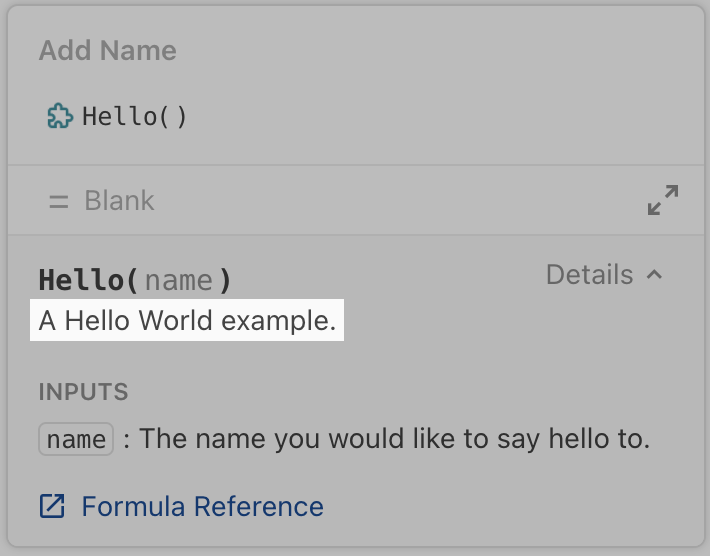 Add Name
Hello()
= Blank
Hello(name)
Details
A Hello World example.
INPUTS
name : The name you would like to say hello to.
Formula Reference